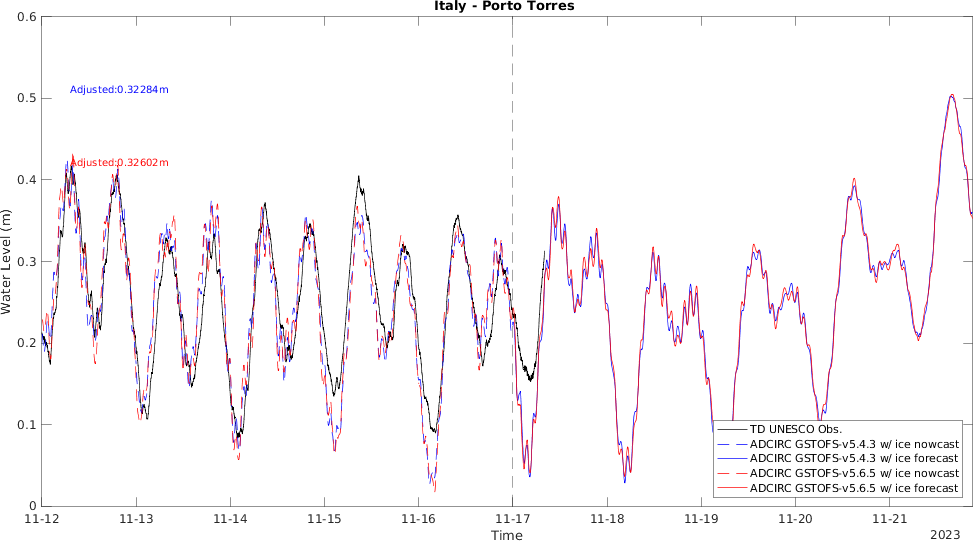 Italy - Porto Torres
0.6
0.5
0.4
0.3
0.2
0.1
0
Water Level (m)
Adjusted:0.32284m
Adjusted:0.32602m
TD UNESCO Obs.
ADCIRC GSTOFS-v5.4.3 w/ ice nowcast
ADCIRC GSTOFS-v5.4.3 w/ ice forecast
ADCIRC GSTOFS-v5.6.5 w/ ice nowcast
ADCIRC GSTOFS-v5.6.5 w/ ice forecast
11-12 11-13 11-14 11-15 11-16 11-17 11-18 11-19 11-20 11-21
Time
2023